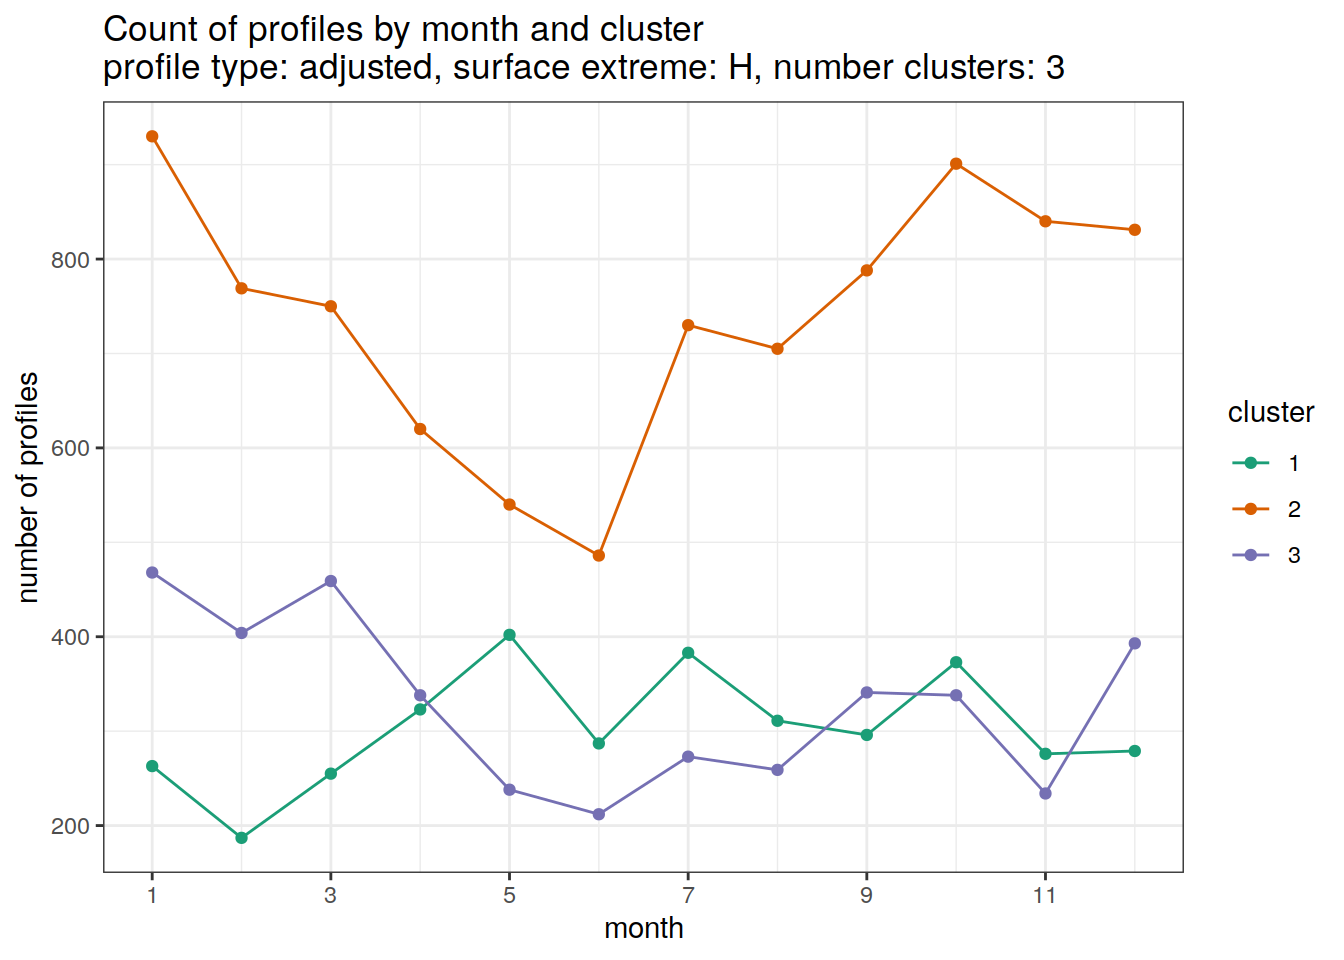 Count of profiles by month and cluster
profile type: adjusted, surface extreme: H, number clusters: 3
number of profiles
800
600
400
200
1 3 5 7 9 11
month
cluster
1
2
3